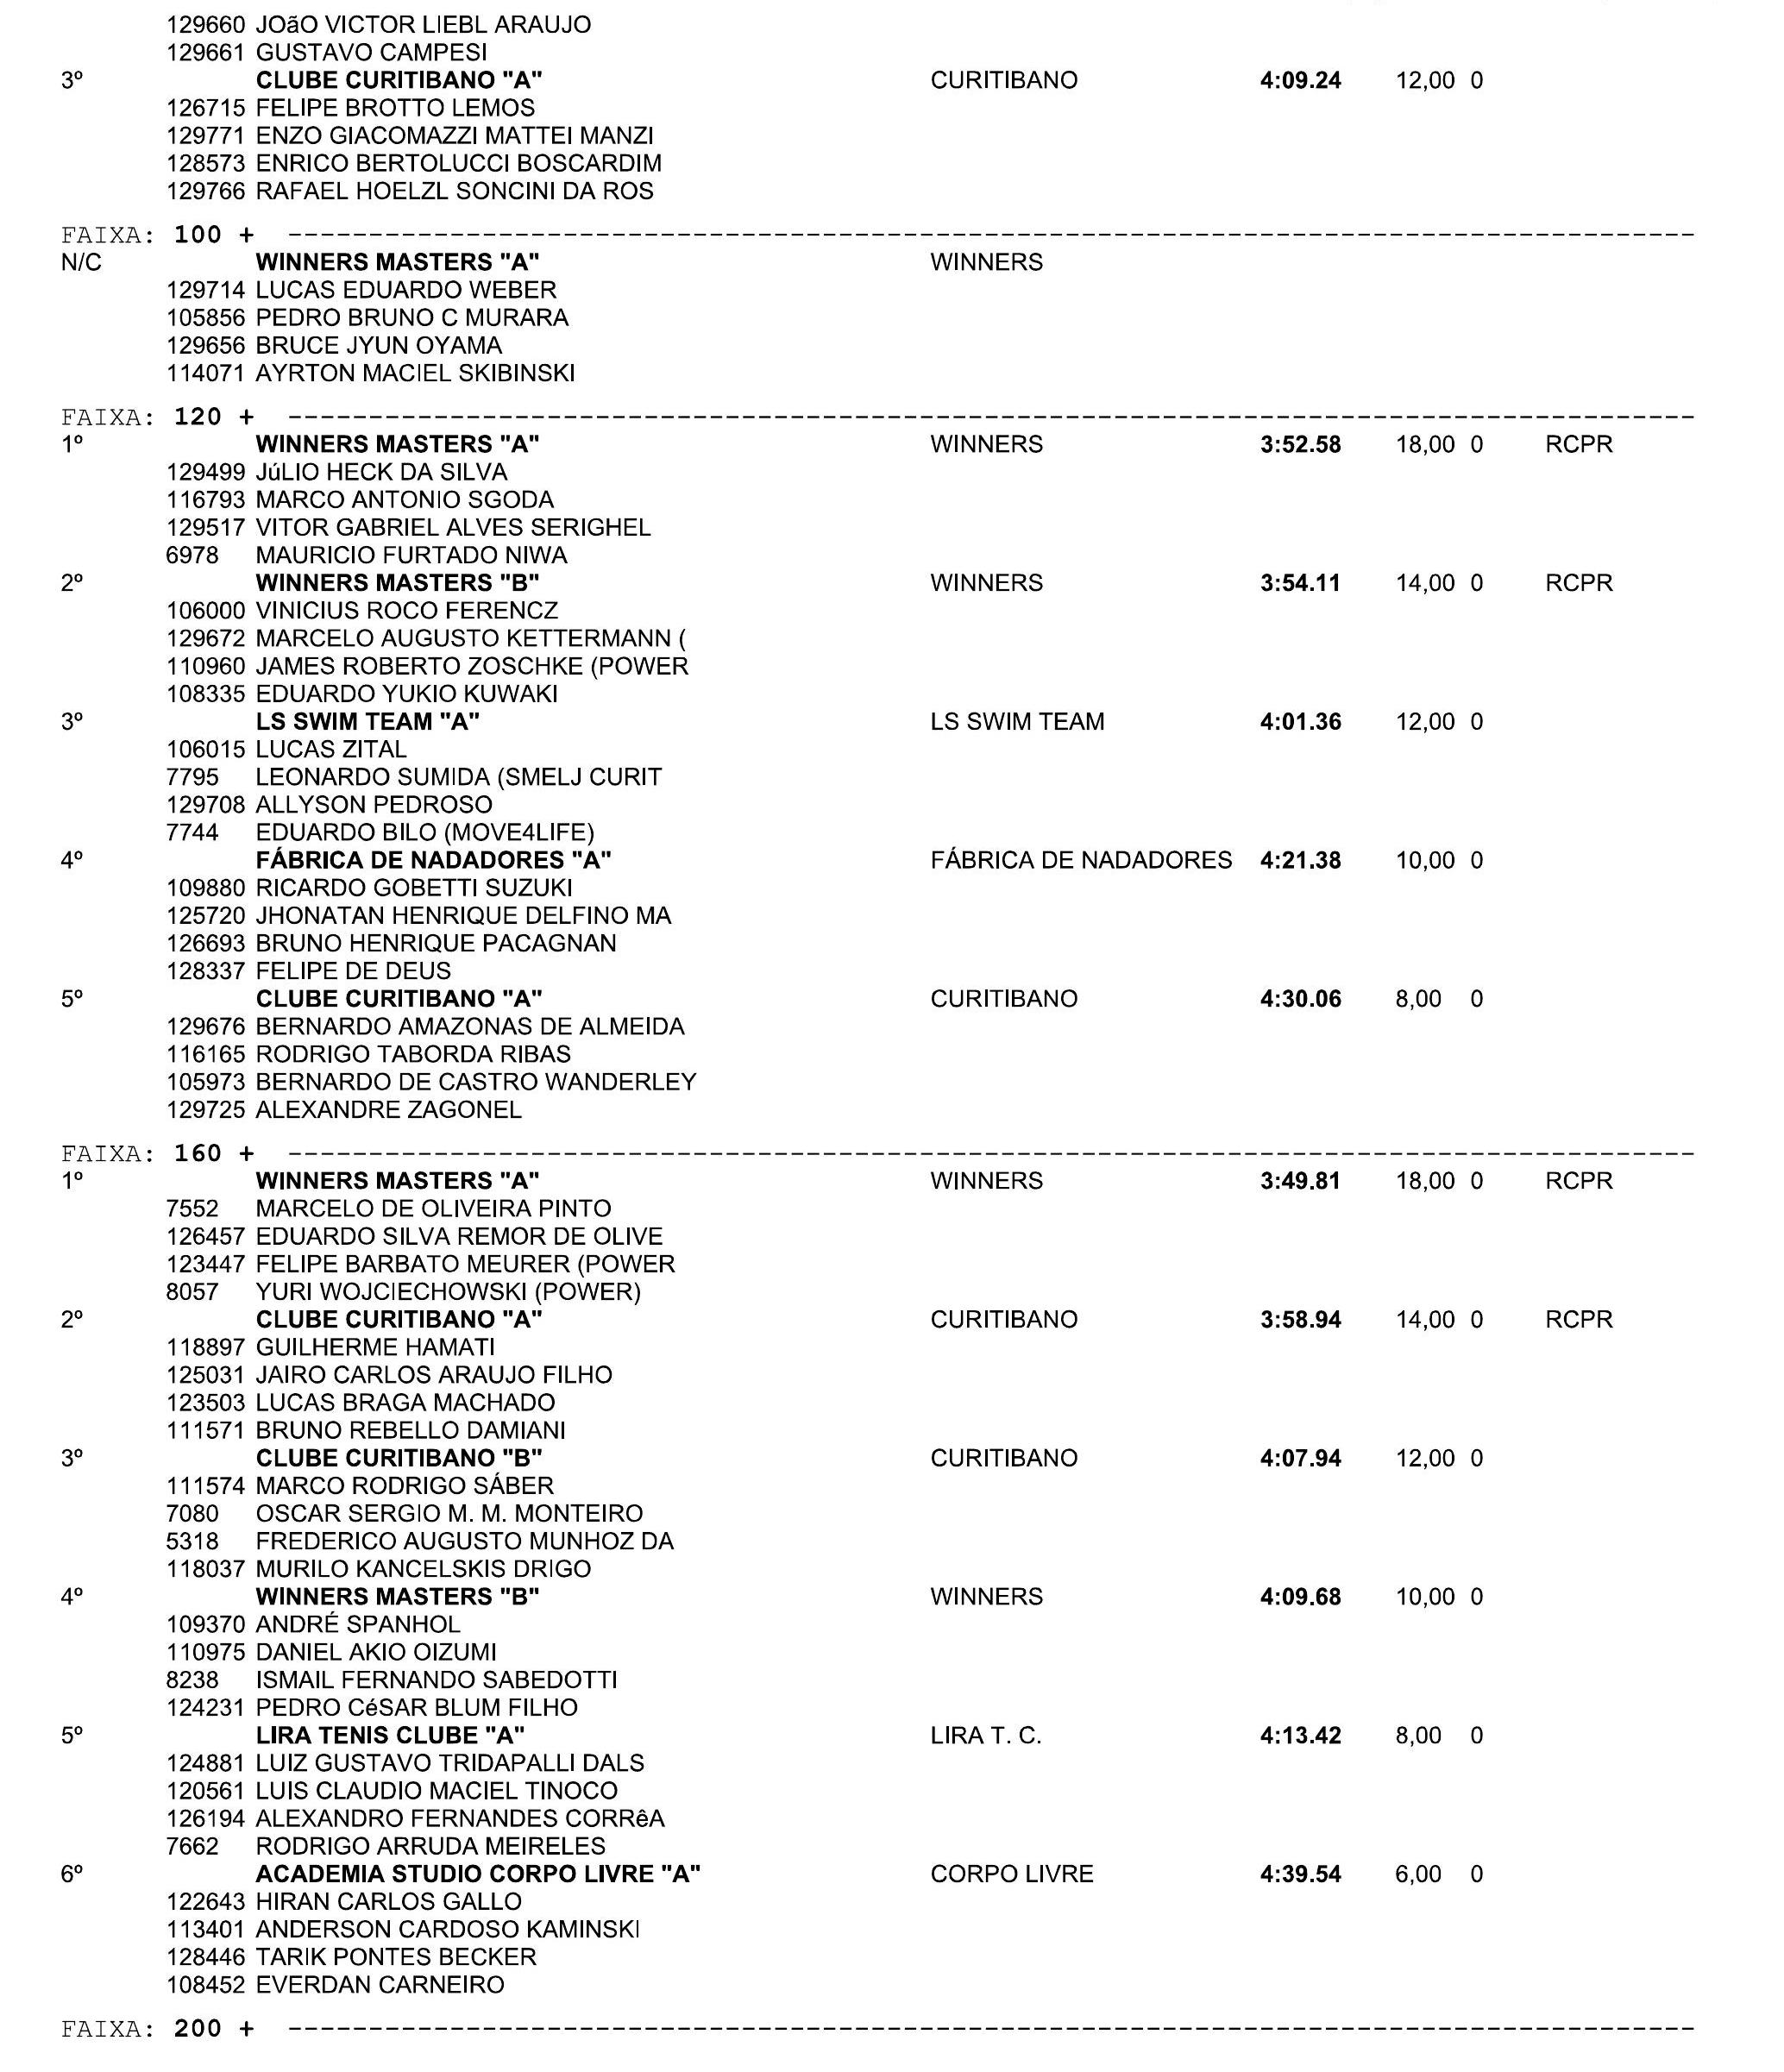 129660 JOãO VICTOR LIEBL ARAUJO
129661 GUSTAVO CAMPESI
3º CLUBE CURITIBANO "A" CURITIBANO 4:09.24 12,00 0
126715 FELIPE BROTTO LEMOS
129771 ENZO GIACOMAZZI MATTEI MANZI
128573 ENRICO BERTOLUCCI BOSCARDIM
129766 RAFAEL HOELZL SONCINI DA ROS
FAIXA: 100 + ----------------------------------------------------------------------------------------
N/C WINNERS MASTERS "A" WINNERS
129714 LUCAS EDUARDO WEBER
105856 PEDRO BRUNO C MURARA
129656 BRUCE JYUN OYAMA
114071 AYRTON MACIEL SKIBINSKI
FAIXA: 120 + ----------------------------------------------------------------------------------------
1º WINNERS MASTERS "A" WINNERS 3:52.58 18,00 0 RCPR
129499 JúLIO HECK DA SILVA
116793 MARCO ANTONIO SGODA
129517 VITOR GABRIEL ALVES SERIGHEL
6978 MAURICIO FURTADO NIWA
2º WINNERS MASTERS "B" WINNERS 3:54.11 14,00 0 RCPR
106000 VINICIUS ROCO FERENCZ
129672 MARCELO AUGUSTO KETTERMANN (
110960 JAMES ROBERTO ZOSCHKE (POWER
108335 EDUARDO YUKIO KUWAKI
3º LS SWIM TEAM "A" LS SWIM TEAM 4:01.36 12,00 0
106015 LUCAS ZITAL
7795 LEONARDO SUMIDA (SMELJ CURIT
129708 ALLYSON PEDROSO
7744 EDUARDO BILO (MOVE4LIFE)
4º FÁBRICA DE NADADORES "A" FÁBRICA DE NADADORES 4:21.38 10,00 0
109880 RICARDO GOBETTI SUZUKI
125720 JHONATAN HENRIQUE DELFINO MA
126693 BRUNO HENRIQUE PACAGNAN
128337 FELIPE DE DEUS
5º CLUBE CURITIBANO "A" CURITIBANO 4:30.06 8,00 0
129676 BERNARDO AMAZONAS DE ALMEIDA
116165 RODRIGO TABORDA RIBAS
105973 BERNARDO DE CASTRO WANDERLEY
129725 ALEXANDRE ZAGONEL
FAIXA: 160 + ----------------------------------------------------------------------------------------
1º WINNERS MASTERS "A" WINNERS 3:49.81 18,00 0 RCPR
7552 MARCELO DE OLIVEIRA PINTO
126457 EDUARDO SILVA REMOR DE OLIVE
123447 FELIPE BARBATO MEURER (POWER
8057 YURI WOJCIECHOWSKI (POWER)
2º CLUBE CURITIBANO "A" CURITIBANO 3:58.94 14,00 0 RCPR
118897 GUILHERME HAMATI
125031 JAIRO CARLOS ARAUJO FILHO
123503 LUCAS BRAGA MACHADO
111571 BRUNO REBELLO DAMIANI
3º CLUBE CURITIBANO "B" CURITIBANO 4:07.94 12,00 0
111574 MARCO RODRIGO SÁBER
7080 OSCAR SERGIO M. M. MONTEIRO
5318 FREDERICO AUGUSTO MUNHOZ DA
118037 MURILO KANCELSKIS DRIGO
4º WINNERS MASTERS "B" WINNERS 4:09.68 10,00 0
109370 ANDRÉ SPANHOL
110975 DANIEL AKIO OIZUMI
8238 ISMAIL FERNANDO SABEDOTTI
124231 PEDRO CéSAR BLUM FILHO
5º LIRA TENIS CLUBE "A" LIRA T. C. 4:13.42 8,00 0
124881 LUIZ GUSTAVO TRIDAPALLI DALS
120561 LUIS CLAUDIO MACIEL TINOCO
126194 ALEXANDRO FERNANDES CORRêA
7662 RODRIGO ARRUDA MEIRELES
6º ACADEMIA STUDIO CORPO LIVRE "A" CORPO LIVRE 4:39.54 6,00 0
122643 HIRAN CARLOS GALLO
113401 ANDERSON CARDOSO KAMINSKI
128446 TARIK PONTES BECKER
108452 EVERDAN CARNEIRO
FAIXA: 200 + ----------------------------------------------------------------------------------------